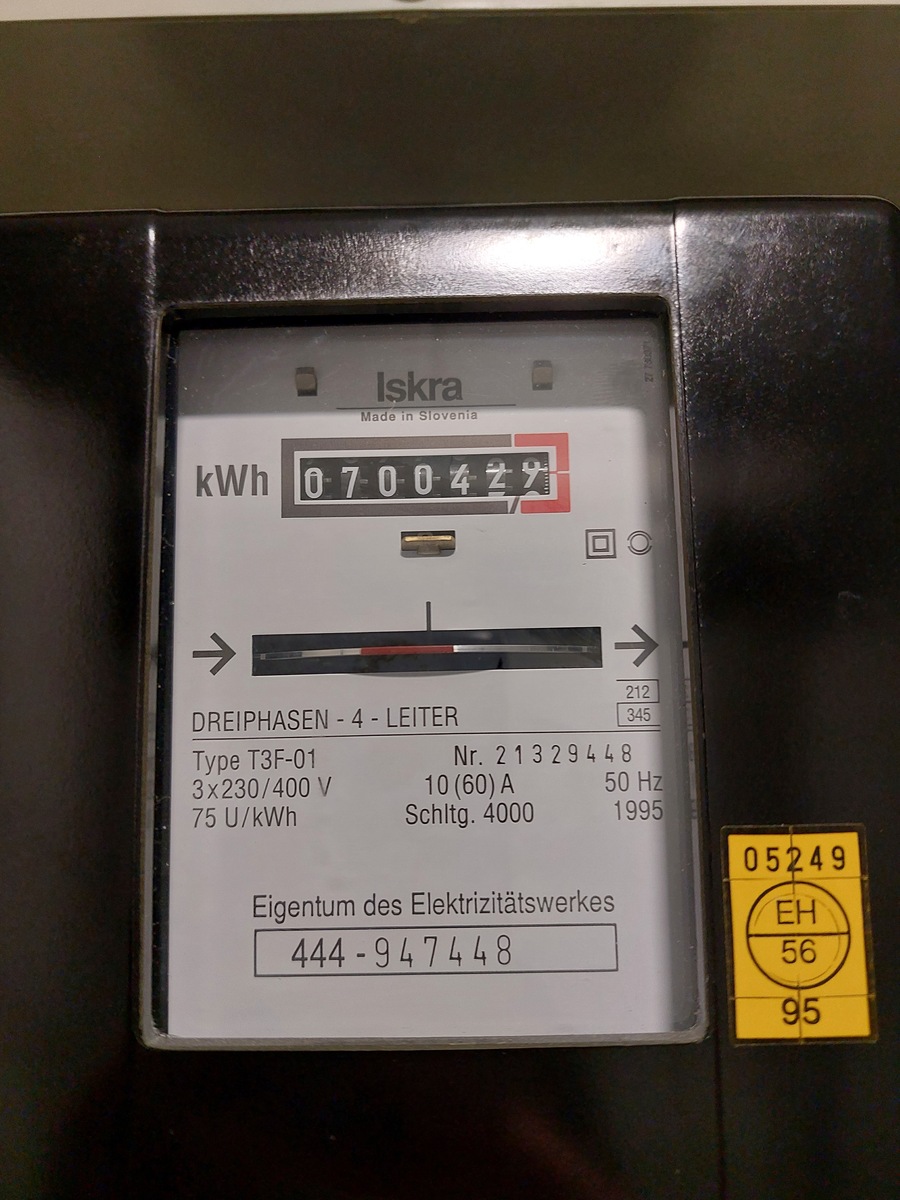 Iskra
Made in Slovenia
kWh 0700429
212
345
DREIPHASEN - 4 - LEITER
Type T3F-01 Nr. 21329448
3x230/400 V 10(60)A 50 Hz
75 U/kWh Schltg. 4000 1995
Eigentum des Elektrizitätswerkes
444-947448
05249
EH
56
95